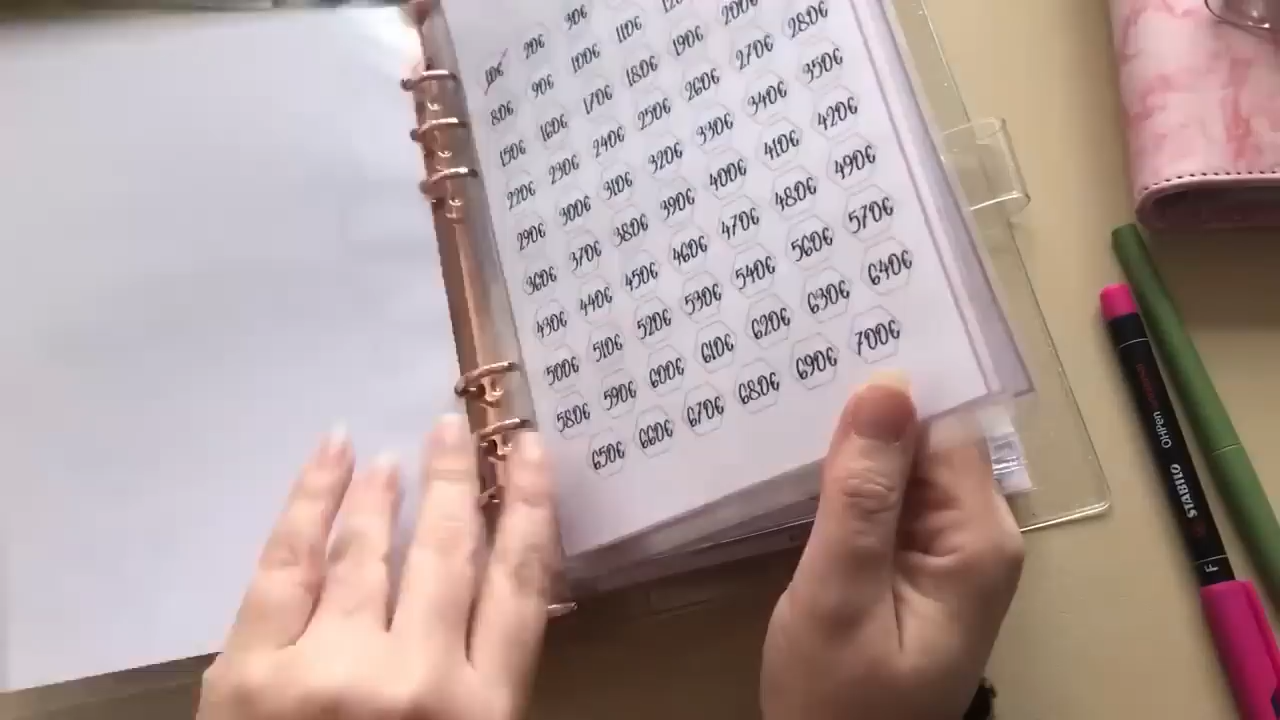 10€ 20€ 30€
80€ 90€ 100€ 110€
150€ 160€ 170€ 180€ 190€ 200€
220€ 230€ 240€ 250€ 260€ 270€ 280€
290€ 300€ 310€ 320€ 330€ 340€ 350€
360€ 370€ 380€ 390€ 400€ 410€ 420€
430€ 440€ 450€ 460€ 470€ 480€ 490€
500€ 510€ 520€ 530€ 540€ 560€ 570€
580€ 590€ 600€ 610€ 620€ 630€ 640€
650€ 660€ 670€ 680€ 690€ 700€
F STABILO OHPen universal